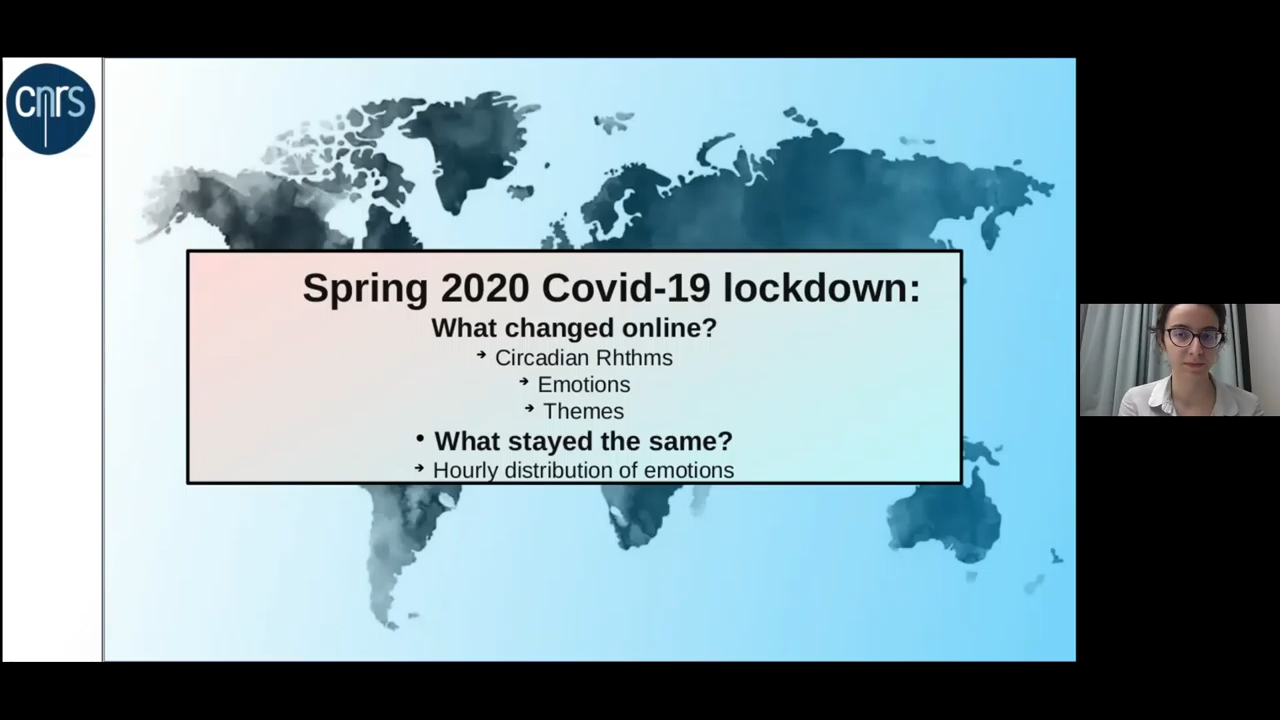 cnrs
Spring 2020 Covid-19 lockdown:
What changed online?
➔ Circadian Rhthms
➔ Emotions
➔ Themes
• What stayed the same?
➔ Hourly distribution of emotions